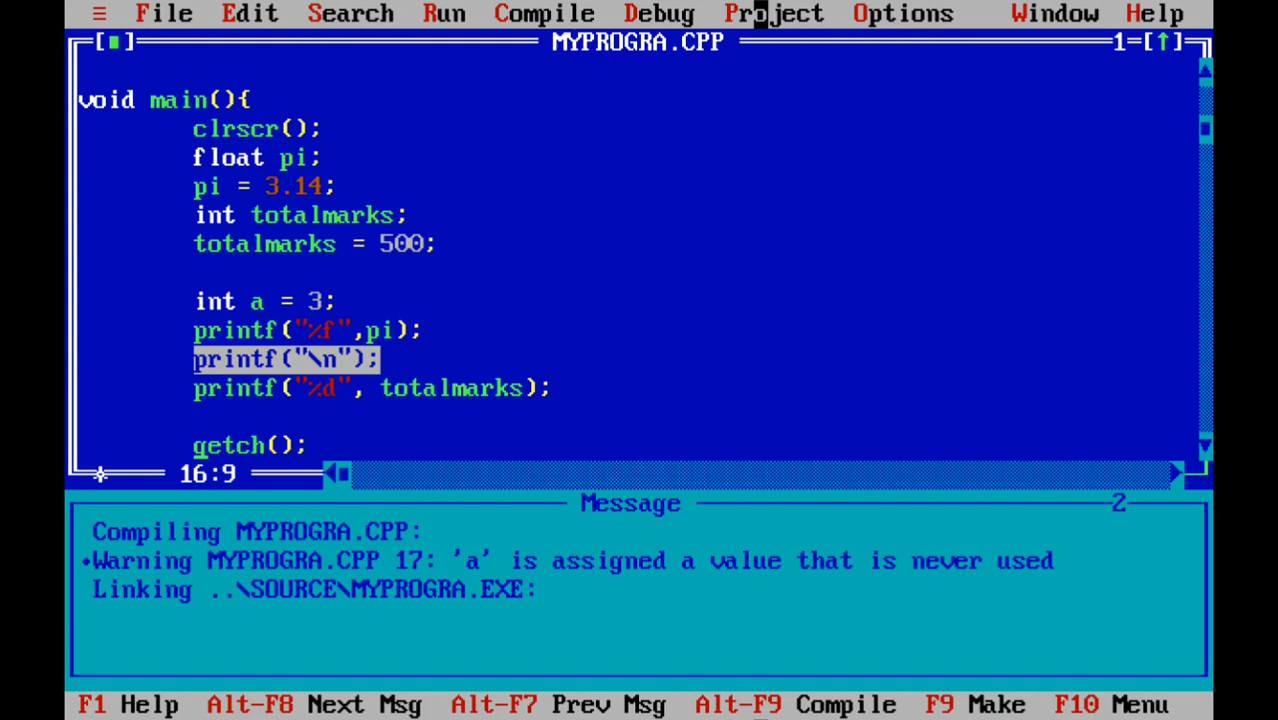 ≡ File Edit Search Run Compile Debug Project Options Window Help
[■] MYPROGRA.CPP 1=[↑]
void main(){
clrscr();
float pi;
pi = 3.14;
int totalmarks;
totalmarks = 500;
int a = 3;
printf("%f",pi);
printf("\n");
printf("%d", totalmarks);
getch();
16:9
Message 2
Compiling MYPROGRA.CPP:
•Warning MYPROGRA.CPP 17: 'a' is assigned a value that is never used
Linking ..\SOURCE\MYPROGRA.EXE:
F1 Help Alt-F8 Next Msg Alt-F7 Prev Msg Alt-F9 Compile F9 Make F10 Menu